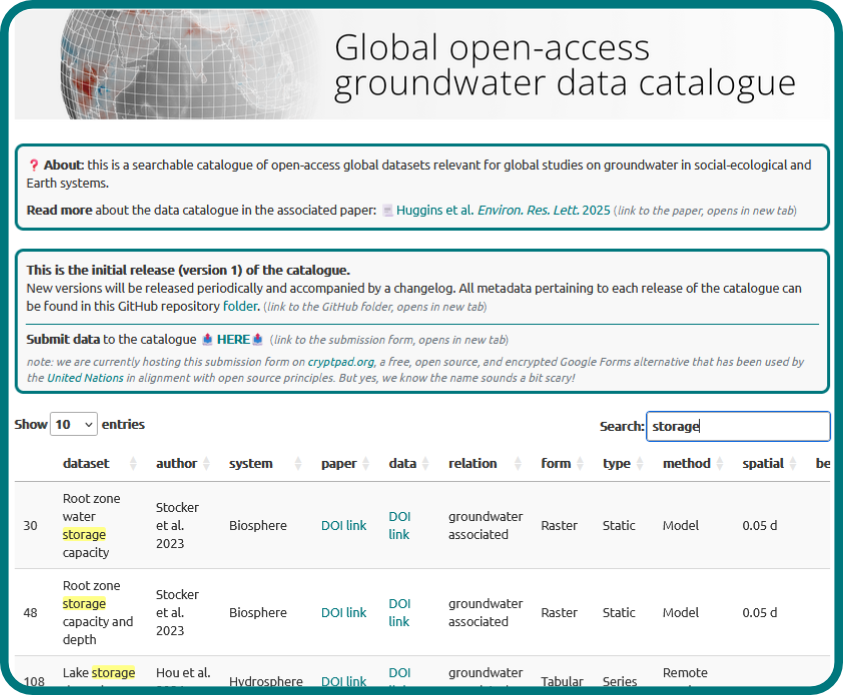 Global open-access
groundwater data catalogue
❓ About: this is a searchable catalogue of open-access global datasets relevant for global studies on groundwater in social-ecological and
Earth systems.
Read more about the data catalogue in the associated paper: 📃 Huggins et al. Environ. Res. Lett. 2025 (link to the paper, opens in new tab)
This is the initial release (version 1) of the catalogue.
New versions will be released periodically and accompanied by a changelog. All metadata pertaining to each release of the catalogue can
be found in this GitHub repository folder. (link to the GitHub folder, opens in new tab)
Submit data to the catalogue 📤 HERE 📤 (link to the submission form, opens in new tab)
note: we are currently hosting this submission form on cryptpad.org, a free, open source, and encrypted Google Forms alternative that has been used by
the United Nations in alignment with open source principles. But yes, we know the name sounds a bit scary!
Show 10 entries Search: storage
dataset author system paper data relation form type method spatial be
30 Root zone water storage capacity Stocker et al. 2023 Biosphere DOI link DOI link groundwater associated Raster Static Model 0.05 d
48 Root zone storage capacity and depth Stocker et al. 2023 Biosphere DOI link DOI link groundwater associated Raster Static Model 0.05 d
108 Lake storage Hou et al. Hydrosphere DOI link DOI groundwater Tabular Series Remote